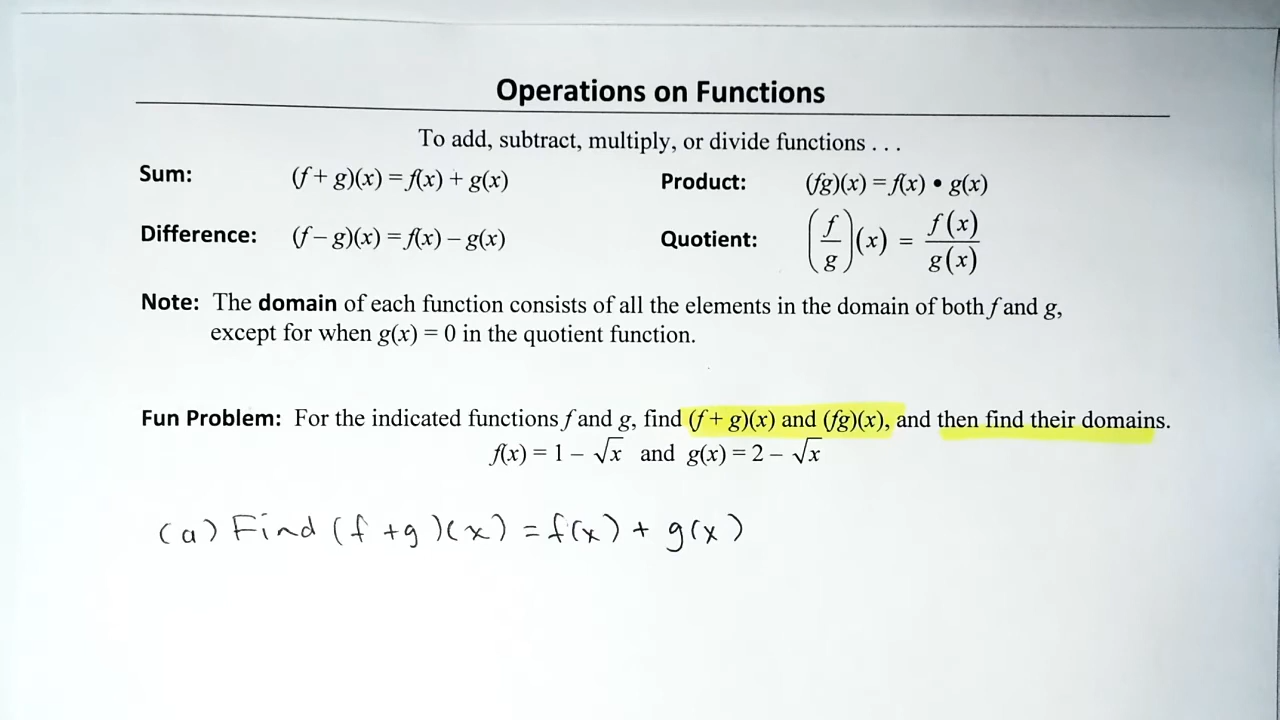 Operations on Functions
To add, subtract, multiply, or divide functions . . .
Sum: (f + g)(x) = f(x) + g(x) Product: (fg)(x) = f(x) • g(x)
Difference: (f – g)(x) = f(x) – g(x) Quotient: (f/g)(x) = f(x)/g(x)
Note: The domain of each function consists of all the elements in the domain of both f and g,
except for when g(x) = 0 in the quotient function.
Fun Problem: For the indicated functions f and g, find (f + g)(x) and (fg)(x), and then find their domains.
f(x) = 1 – √x and g(x) = 2 – √x
(a) Find (f + g)(x) = f(x) + g(x)